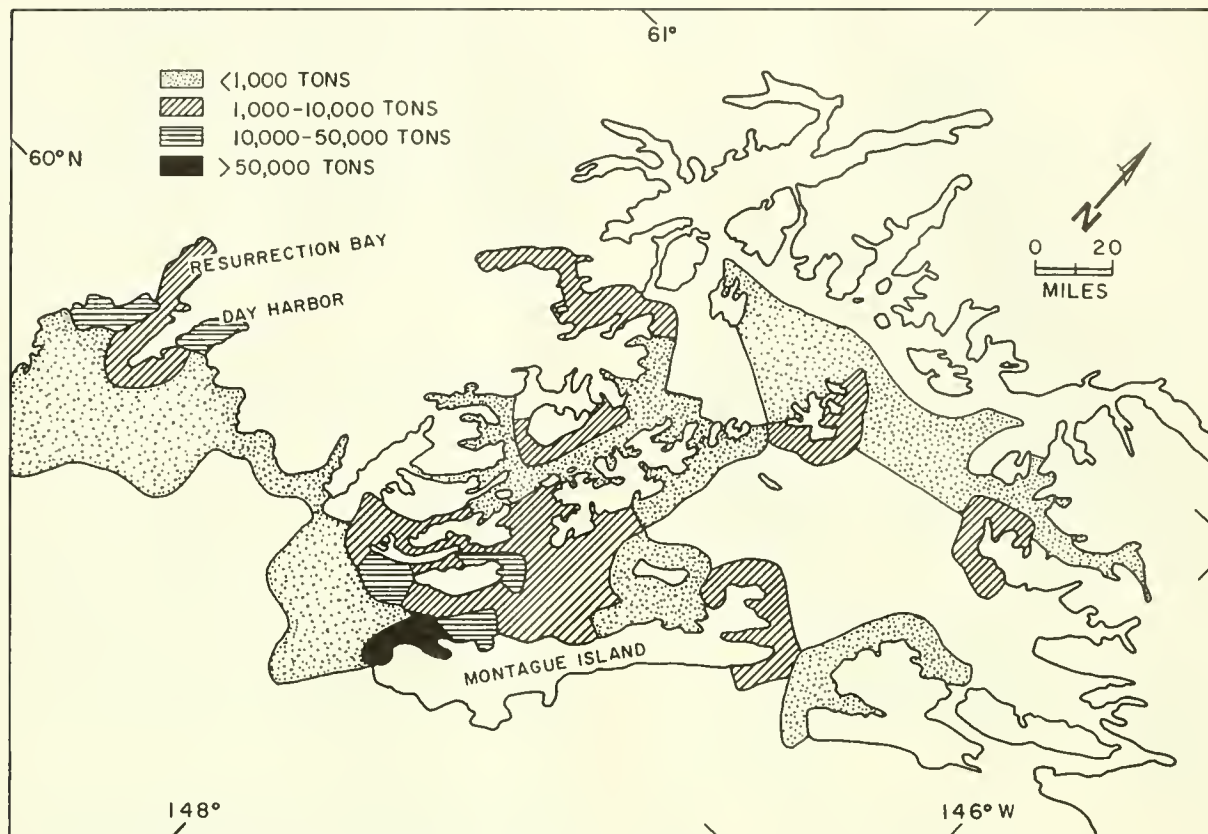 61°
<1,000 TONS
1,000-10,000 TONS
10,000-50,000 TONS
>50,000 TONS
60° N
N
0 20
MILES
RESURRECTION BAY
DAY HARBOR
MONTAGUE ISLAND
148°
146° W